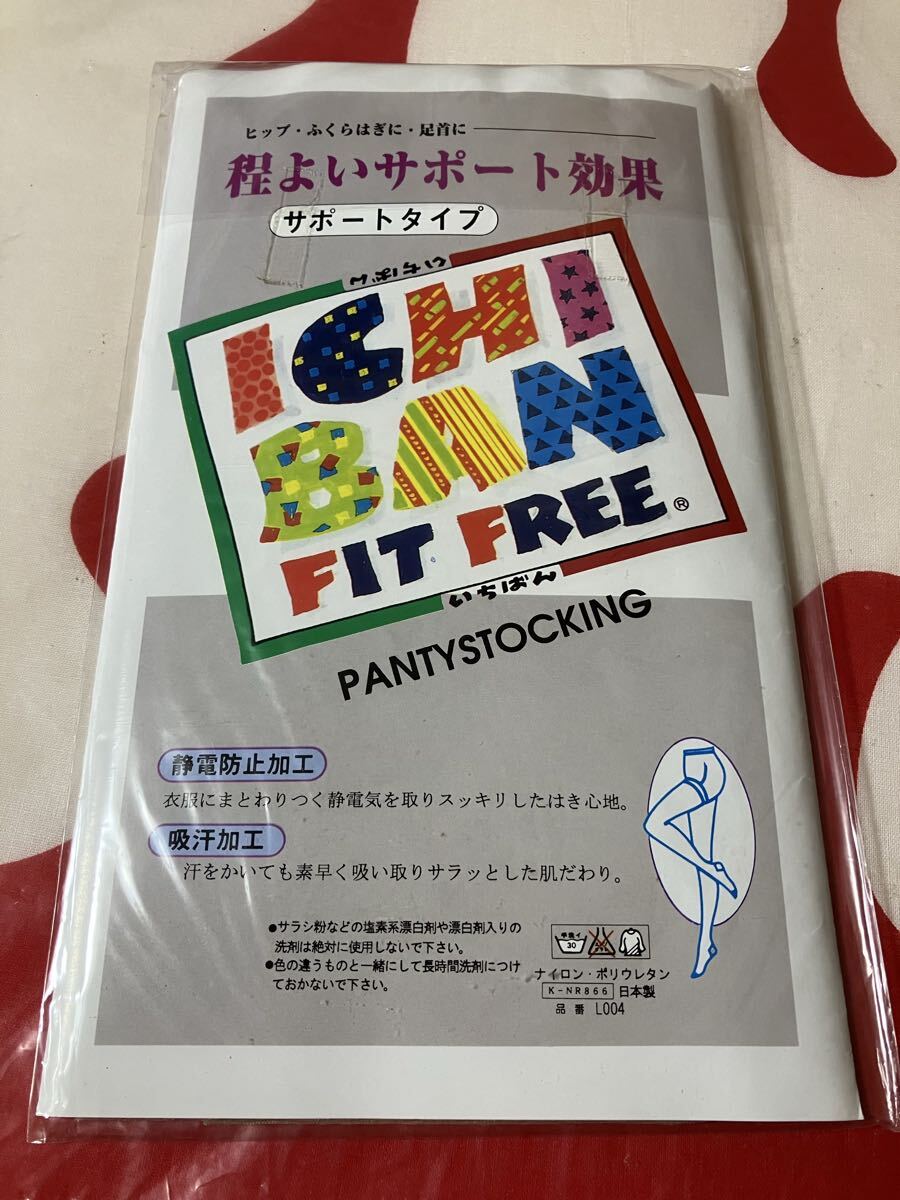 ヒップ・ふくらはぎに・足首に
程よいサポート効果
サポートタイプ
いちばん
ICHI
BAN
FIT FREE®
いちばん
PANTYSTOCKING
静電防止加工
衣服にまとわりつく静電気を取りスッキリしたはき心地。
吸汗加工
汗をかいても素早く吸い取りサラッとした肌だわり。
●サラシ粉などの塩素系漂白剤や漂白剤入りの
洗剤は絶対に使用しないで下さい。
●色の違うものと一緒にして長時間洗剤につけ
ておかないで下さい。
手洗イ
30
ナイロン・ポリウレタン
K-NR866 日本製
品番 L004